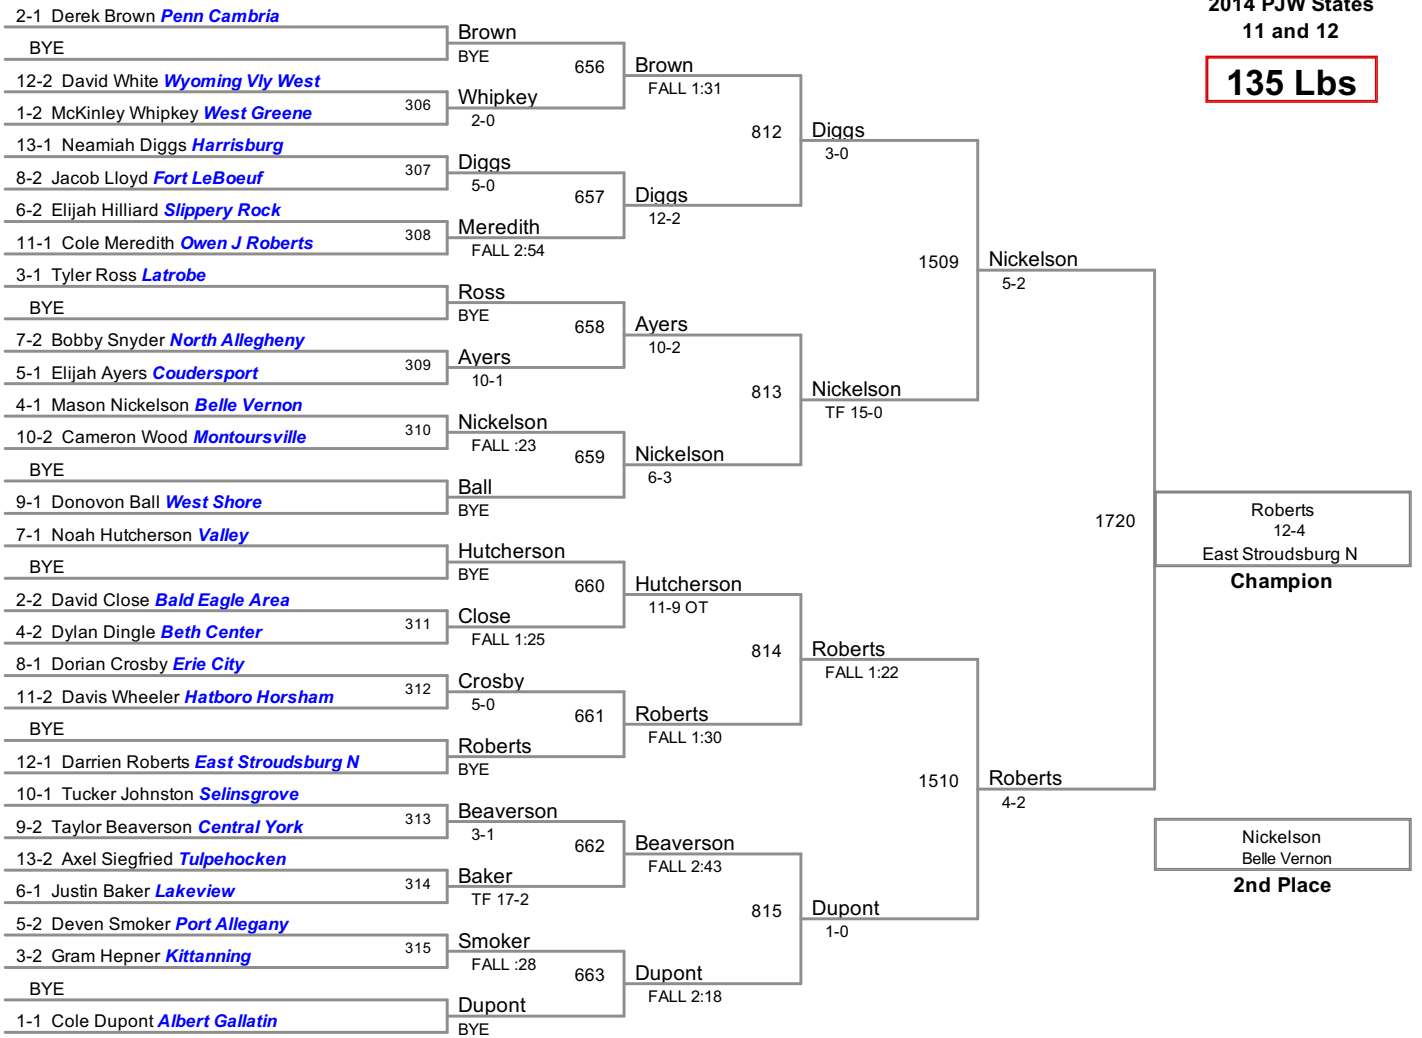 2014 PJW States
11 and 12
135 Lbs
2-1 Derek Brown Penn Cambria
BYE
12-2 David White Wyoming Vly West
1-2 McKinley Whipkey West Greene
13-1 Neamiah Diggs Harrisburg
8-2 Jacob Lloyd Fort LeBoeuf
6-2 Elijah Hilliard Slippery Rock
11-1 Cole Meredith Owen J Roberts
3-1 Tyler Ross Latrobe
BYE
7-2 Bobby Snyder North Allegheny
5-1 Elijah Ayers Coudersport
4-1 Mason Nickelson Belle Vernon
10-2 Cameron Wood Montoursville
BYE
9-1 Donovon Ball West Shore
7-1 Noah Hutcherson Valley
BYE
2-2 David Close Bald Eagle Area
4-2 Dylan Dingle Beth Center
8-1 Dorian Crosby Erie City
11-2 Davis Wheeler Hatboro Horsham
BYE
12-1 Darrien Roberts East Stroudsburg N
10-1 Tucker Johnston Selinsgrove
9-2 Taylor Beaverson Central York
13-2 Axel Siegfried Tulpehocken
6-1 Justin Baker Lakeview
5-2 Deven Smoker Port Allegany
3-2 Gram Hepner Kittanning
BYE
1-1 Cole Dupont Albert Gallatin
306
307
308
309
310
311
312
313
314
315
Brown
BYE
Whipkey
2-0
Diggs
5-0
Meredith
FALL 2:54
Ross
BYE
Ayers
10-1
Nickelson
FALL :23
Ball
BYE
Hutcherson
BYE
Close
FALL 1:25
Crosby
5-0
Roberts
BYE
Beaverson
3-1
Baker
TF 17-2
Smoker
FALL :28
Dupont
BYE
656
657
658
659
660
661
662
663
Brown
FALL 1:31
Diggs
12-2
Ayers
10-2
Nickelson
6-3
Hutcherson
11-9 OT
Roberts
FALL 1:30
Beaverson
FALL 2:43
Dupont
FALL 2:18
812
813
814
815
Diggs
3-0
Nickelson
TF 15-0
Roberts
FALL 1:22
Dupont
1-0
1509
1510
Nickelson
5-2
Roberts
4-2
1720
Roberts
12-4
East Stroudsburg N
Champion
Nickelson
Belle Vernon
2nd Place